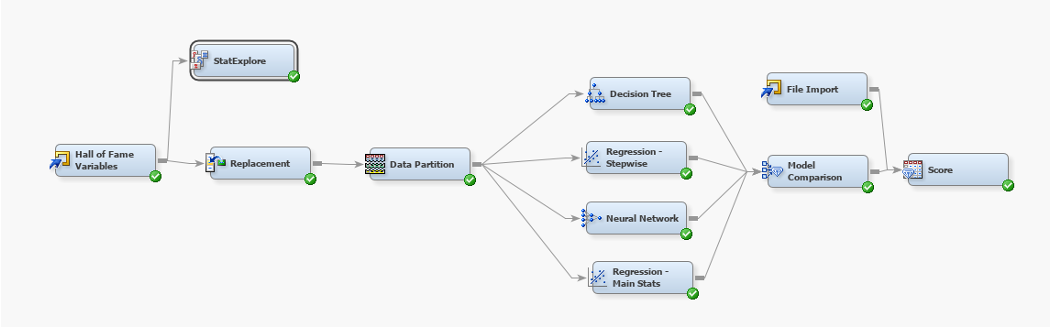 StatExplore
Hall of Fame
Variables
Replacement
Data Partition
Decision Tree
Regression -
Stepwise
Neural Network
Regression -
Main Stats
File Import
Model
Comparison
Score